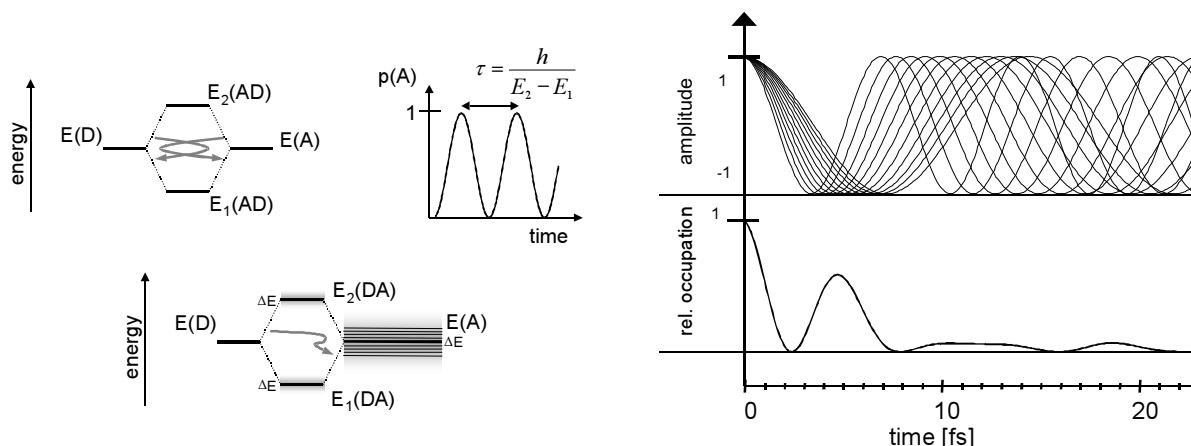 energy
E(D)
E₂(AD)
E(A)
E₁(AD)
p(A)
1
τ = h / (E₂ − E₁)
time
energy
E(D)
ΔE
E₂(DA)
E(A)
ΔE
ΔE
E₁(DA)
amplitude
1
-1
rel. occupation
1
0
10
20
time [fs]